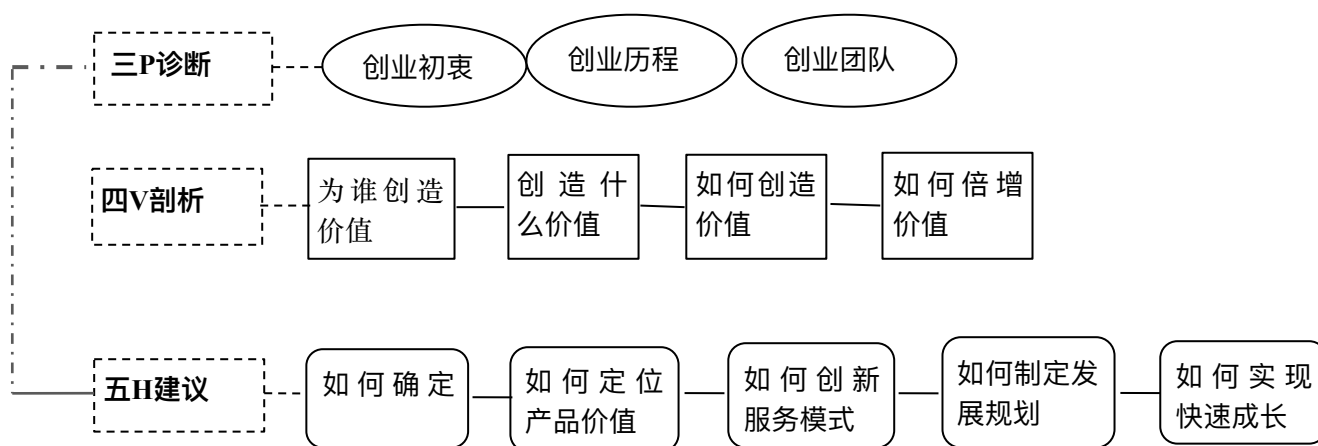 三P诊断
创业初衷
创业历程
创业团队
四V剖析
为谁创造
价值
创造什
么价值
如何创造
价值
如何倍增
价值
五H建议
如何确定
如何定位
产品价值
如何创新
服务模式
如何制定发
展规划
如何实现
快速成长